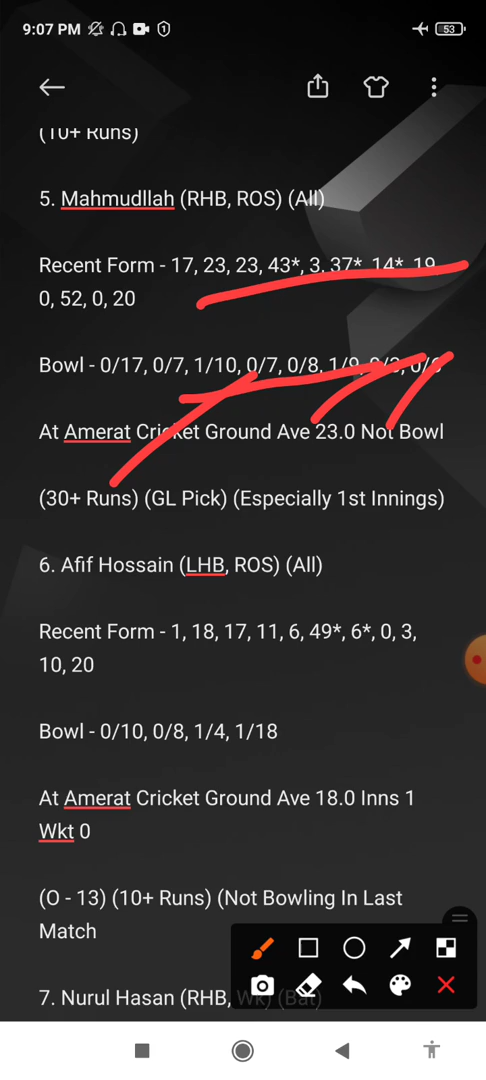 9:07 PM
53
(10+ Runs)
5. Mahmudllah (RHB, ROS) (All)
Recent Form - 17, 23, 23, 43*, 3, 37*, 14*, 19
0, 52, 0, 20
Bowl - 0/17, 0/7, 1/10, 0/7, 0/8, 1/9,
At Amerat Cricket Ground Ave 23.0 Not Bowl
(30+ Runs) (GL Pick) (Especially 1st Innings)
6. Afif Hossain (LHB, ROS) (All)
Recent Form - 1, 18, 17, 11, 6, 49*, 6*, 0, 3,
10, 20
Bowl - 0/10, 0/8, 1/4, 1/18
At Amerat Cricket Ground Ave 18.0 Inns 1
Wkt 0
(O - 13) (10+ Runs) (Not Bowling In Last
Match
7. Nurul Hasan (RHB, Wk) (Bat)